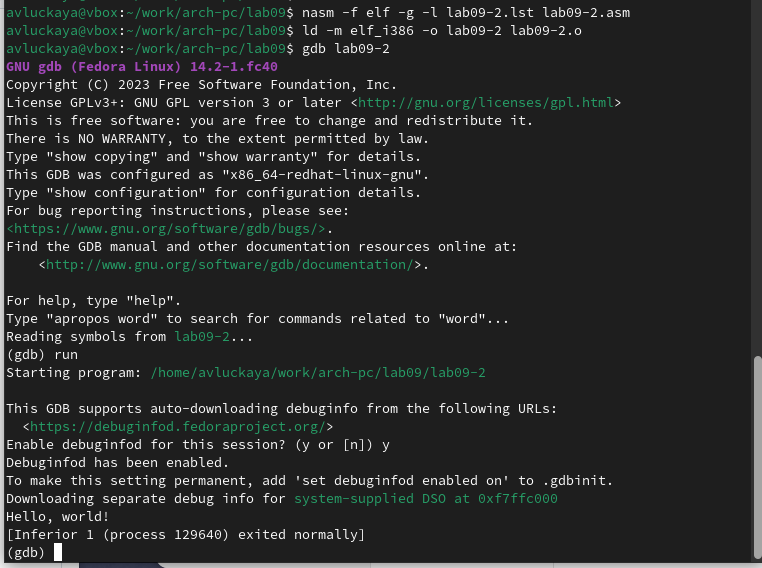 avluckaya@vbox:~/work/arch-pc/lab09$ nasm -f elf -g -l lab09-2.lst lab09-2.asm
avluckaya@vbox:~/work/arch-pc/lab09$ ld -m elf_i386 -o lab09-2 lab09-2.o
avluckaya@vbox:~/work/arch-pc/lab09$ gdb lab09-2
GNU gdb (Fedora Linux) 14.2-1.fc40
Copyright (C) 2023 Free Software Foundation, Inc.
License GPLv3+: GNU GPL version 3 or later <http://gnu.org/licenses/gpl.html>
This is free software: you are free to change and redistribute it.
There is NO WARRANTY, to the extent permitted by law.
Type "show copying" and "show warranty" for details.
This GDB was configured as "x86_64-redhat-linux-gnu".
Type "show configuration" for configuration details.
For bug reporting instructions, please see:
<https://www.gnu.org/software/gdb/bugs/>.
Find the GDB manual and other documentation resources online at:
    <http://www.gnu.org/software/gdb/documentation/>.

For help, type "help".
Type "apropos word" to search for commands related to "word"...
Reading symbols from lab09-2...
(gdb) run
Starting program: /home/avluckaya/work/arch-pc/lab09/lab09-2

This GDB supports auto-downloading debuginfo from the following URLs:
  <https://debuginfod.fedoraproject.org/>
Enable debuginfod for this session? (y or [n]) y
Debuginfod has been enabled.
To make this setting permanent, add 'set debuginfod enabled on' to .gdbinit.
Downloading separate debug info for system-supplied DSO at 0xf7ffc000
Hello, world!
[Inferior 1 (process 129640) exited normally]
(gdb)